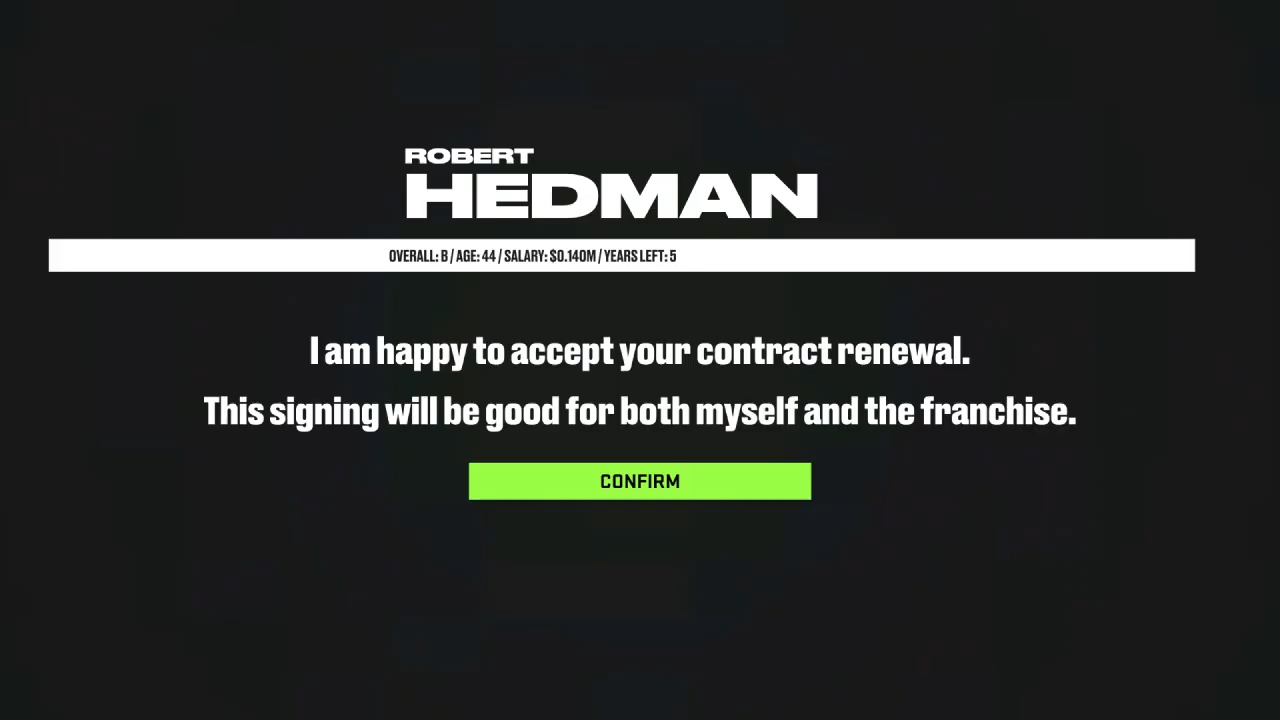 ROBERT
HEDMAN
OVERALL: B / AGE: 44 / SALARY: $0.140M / YEARS LEFT: 5
I am happy to accept your contract renewal.
This signing will be good for both myself and the franchise.
CONFIRM